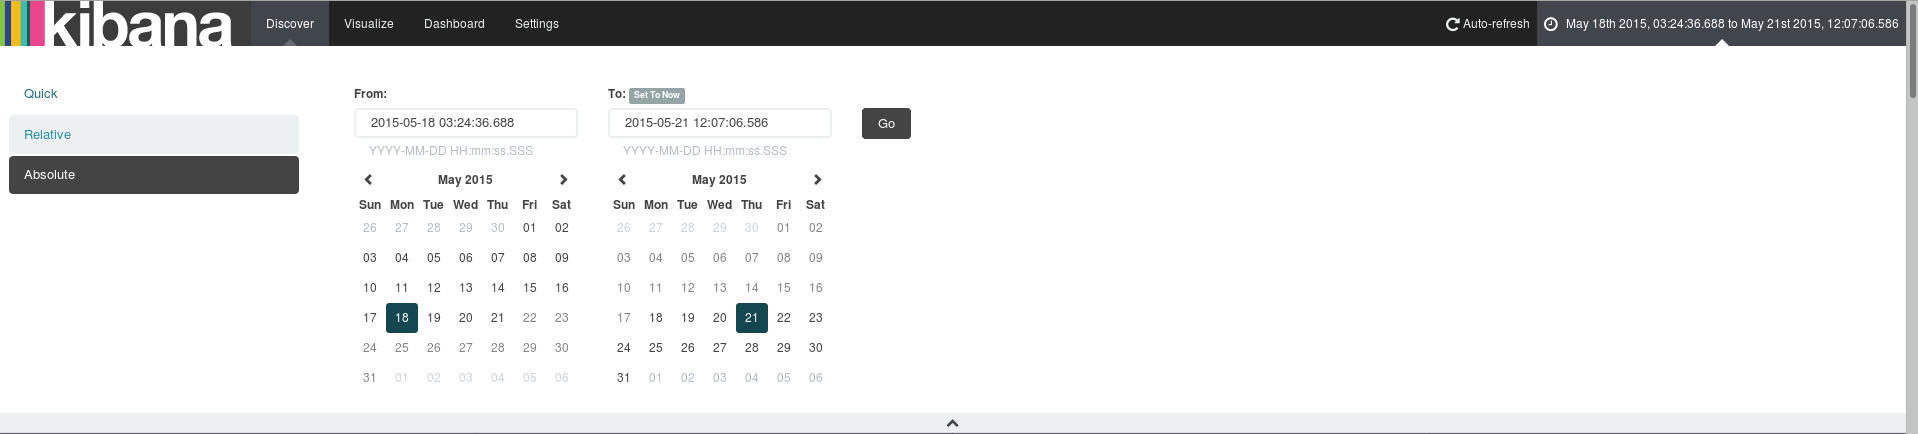 kibana Discover Visualize Dashboard Settings Auto-refresh May 18th 2015, 03:24:36.688 to May 21st 2015, 12:07:06.586
Quick
Relative
Absolute
From:
2015-05-18 03:24:36.688
YYYY-MM-DD HH:mm:ss.SSS
May 2015
Sun Mon Tue Wed Thu Fri Sat
26 27 28 29 30 01 02
03 04 05 06 07 08 09
10 11 12 13 14 15 16
17 18 19 20 21 22 23
24 25 26 27 28 29 30
31 01 02 03 04 05 06
To: Set To Now
2015-05-21 12:07:06.586
YYYY-MM-DD HH:mm:ss.SSS
May 2015
Sun Mon Tue Wed Thu Fri Sat
26 27 28 29 30 01 02
03 04 05 06 07 08 09
10 11 12 13 14 15 16
17 18 19 20 21 22 23
24 25 26 27 28 29 30
31 01 02 03 04 05 06
Go